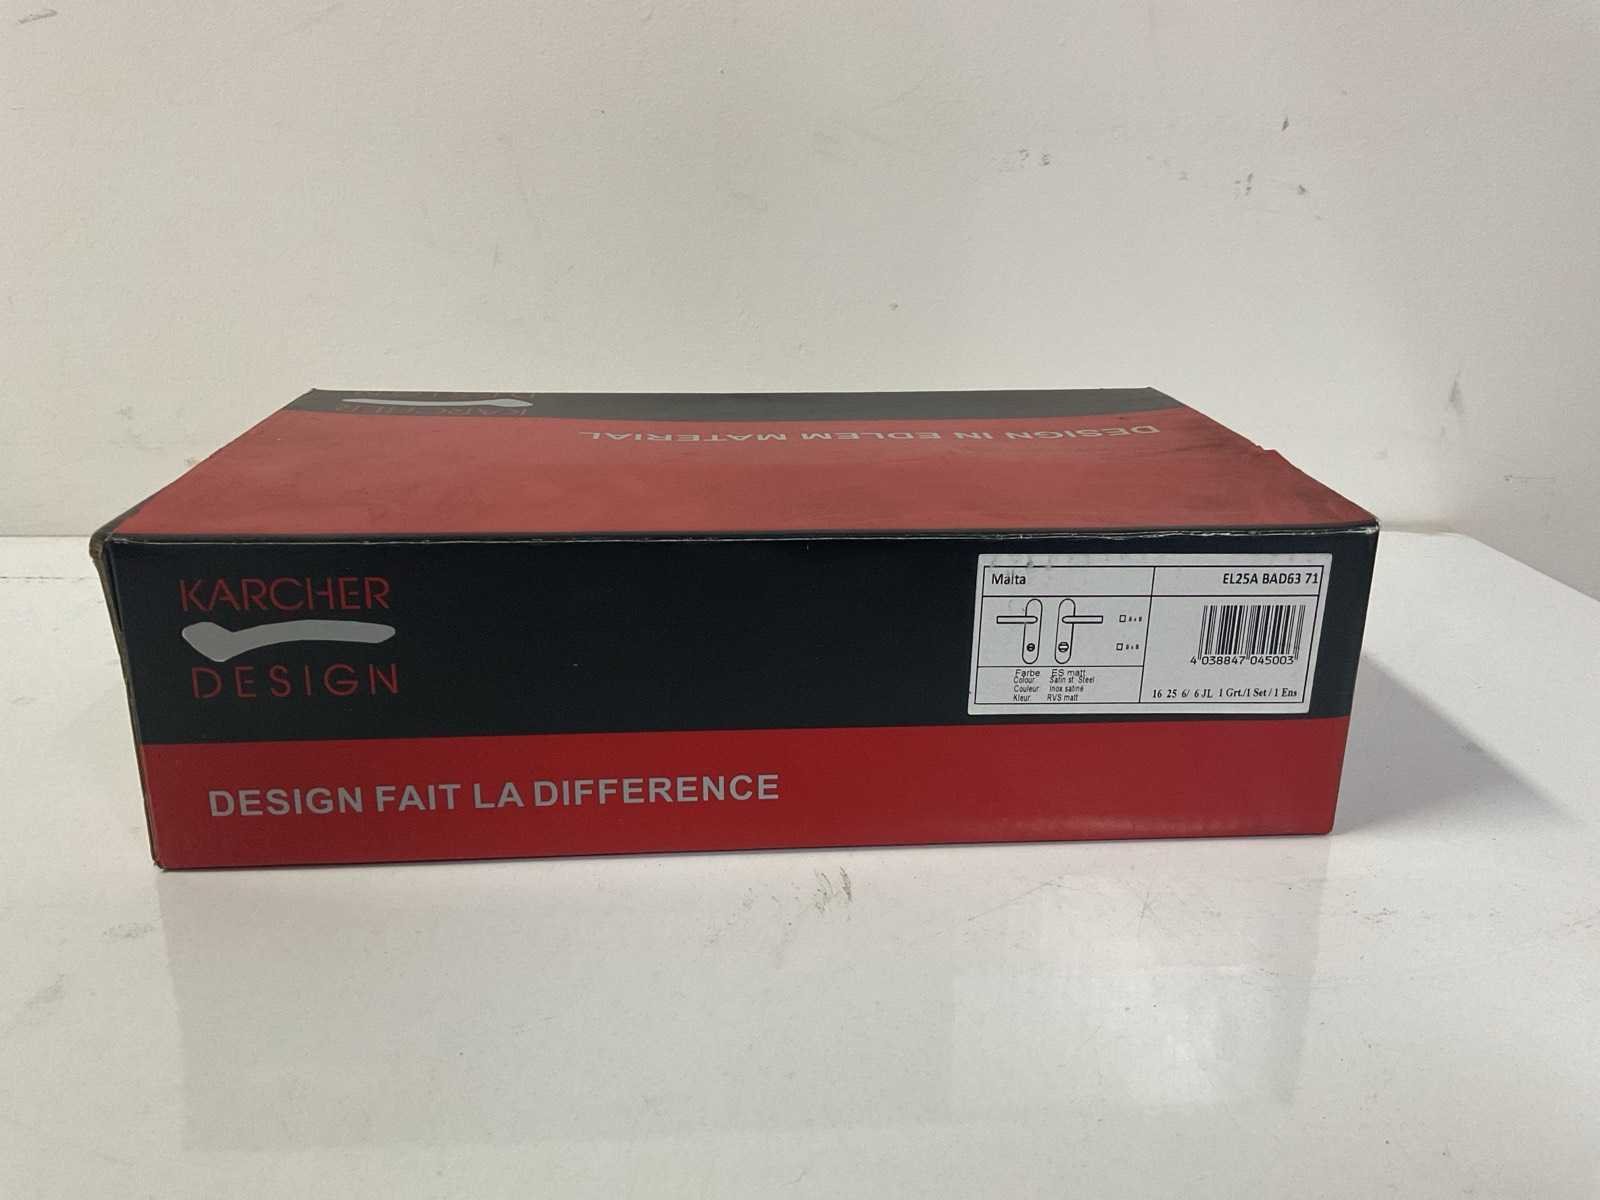 KARCHER
DESIGN IN EDLEM MATERIAL
KARCHER
DESIGN
DESIGN FAIT LA DIFFERENCE
Malta
EL25A BAD63 71
Farbe ES matt
Colour: Satin st. Steel
Couleur: Inox satiné
Kleur: RVS matt
4 038847 045003
16 25 6/ 6 JL 1 Grt./1 Set / 1 Ens